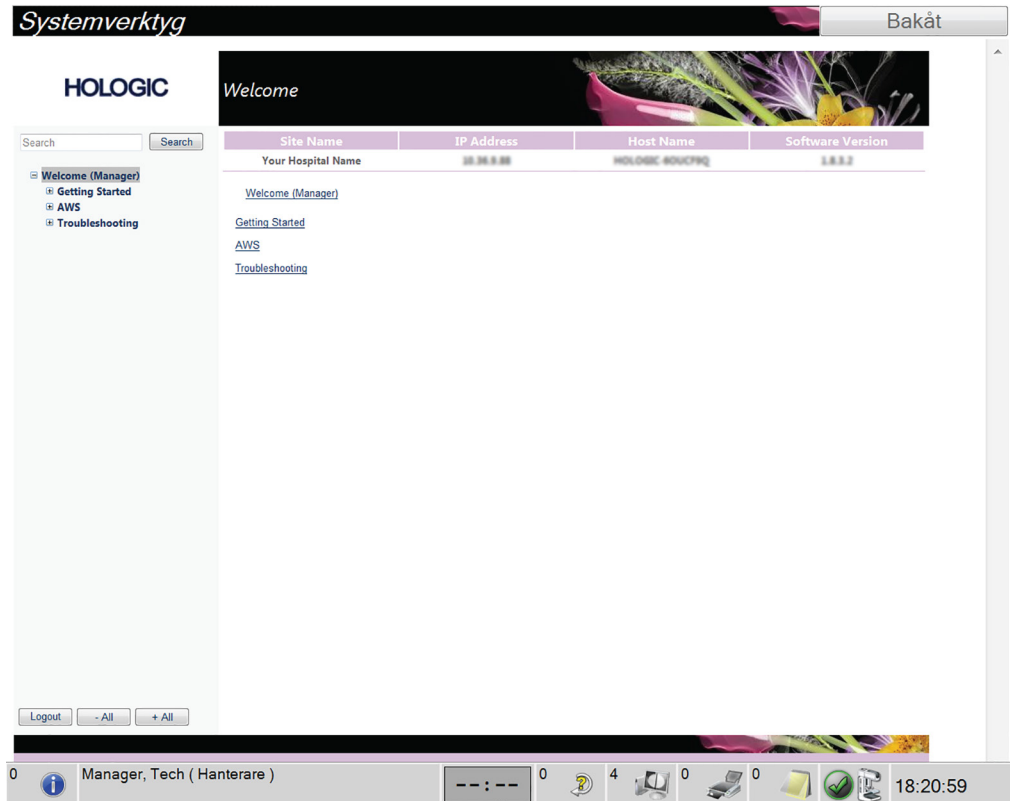 Systemverktyg
Bakåt
HOLOGIC
Welcome
Search
Search
Site Name IP Address Host Name Software Version
Your Hospital Name
Welcome (Manager)
Getting Started
AWS
Troubleshooting
Welcome (Manager)
Getting Started
AWS
Troubleshooting
Logout
- All
+ All
0
Manager, Tech ( Hanterare )
--:--
0
4
0
0
18:20:59